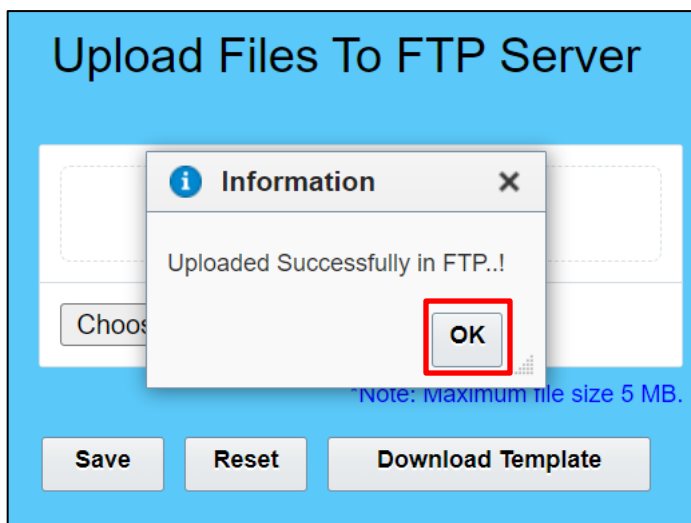 Upload Files To FTP Server
Information
Uploaded Successfully in FTP..!
OK
*Note: Maximum file size 5 MB.
Save
Reset
Download Template